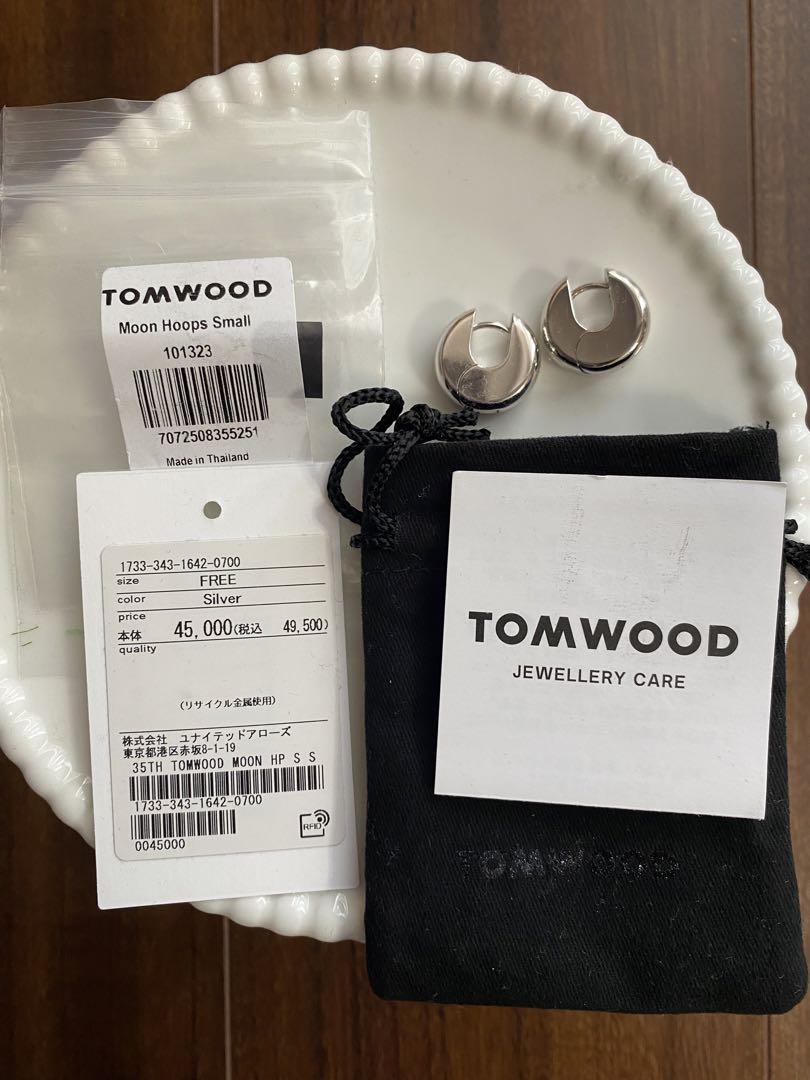 TOMWOOD
Moon Hoops Small
101323
7072508355251
Made in Thailand
1733-343-1642-0700
size FREE
color Silver
price
本体 45,000(税込 49,500)
quality
(リサイクル金属使用)
株式会社 ユナイテッドアローズ
東京都港区赤坂8-1-19
35TH TOMWOOD MOON HP S S
1733-343-1642-0700
RFID
0045000
TOMWOOD
JEWELLERY CARE
TOMWOOD